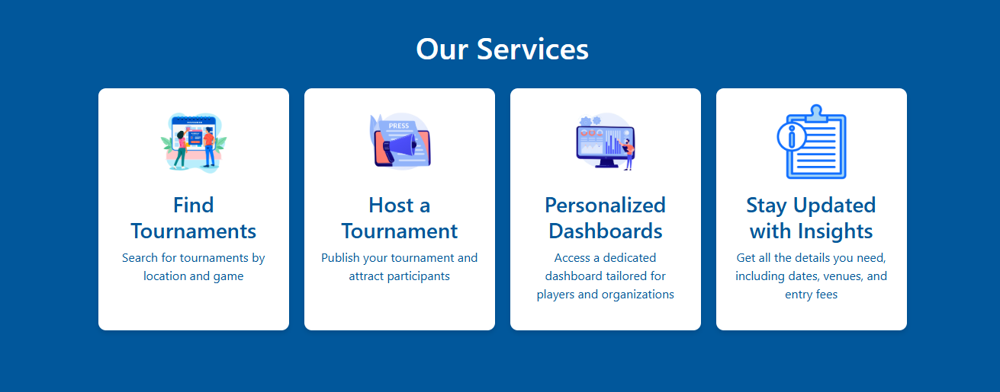 Our Services
PRESS
Find
Tournaments
Search for tournaments by
location and game
Host a
Tournament
Publish your tournament and
attract participants
Personalized
Dashboards
Access a dedicated
dashboard tailored for
players and organizations
Stay Updated
with Insights
Get all the details you need,
including dates, venues, and
entry fees